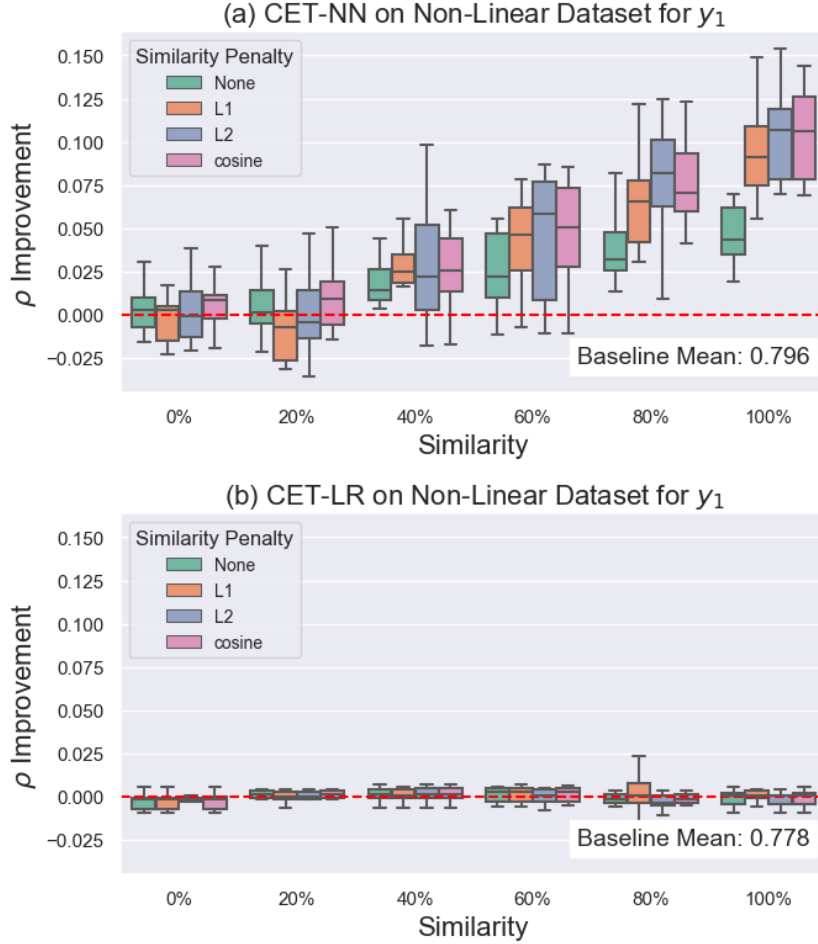 (a) CET-NN on Non-Linear Dataset for y₁
Similarity Penalty
None
L1
L2
cosine
0.150
0.125
0.100
0.075
0.050
0.025
0.000
−0.025
ρ Improvement
Baseline Mean: 0.796
0% 20% 40% 60% 80% 100%
Similarity
(b) CET-LR on Non-Linear Dataset for y₁
Similarity Penalty
None
L1
L2
cosine
0.150
0.125
0.100
0.075
0.050
0.025
0.000
−0.025
ρ Improvement
Baseline Mean: 0.778
0% 20% 40% 60% 80% 100%
Similarity